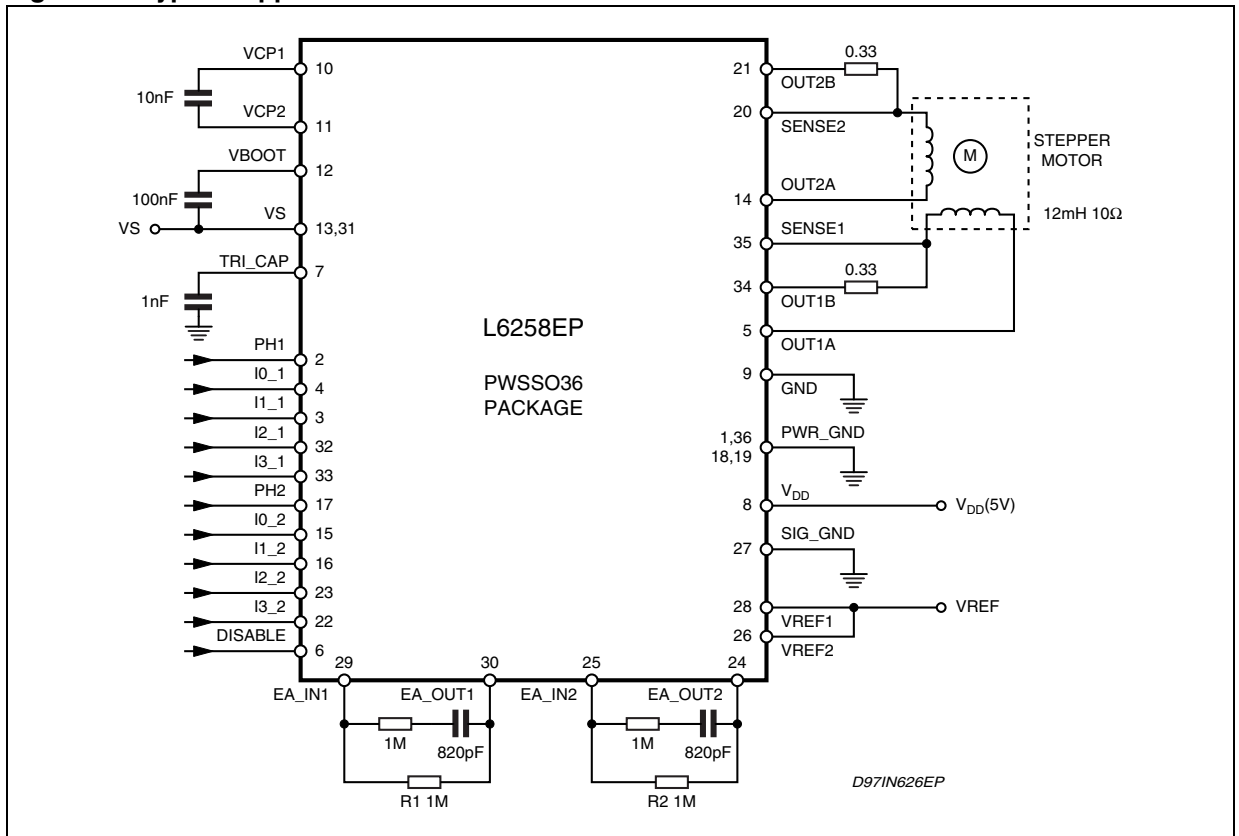 VCP1
10
10nF
VCP2
11
VBOOT
12
100nF
VS
VS
13,31
TRI_CAP
7
1nF
PH1
2
I0_1
4
I1_1
3
I2_1
32
I3_1
33
PH2
17
I0_2
15
I1_2
16
I2_2
23
I3_2
22
DISABLE
6
L6258EP
PWSSO36
PACKAGE
21
0.33
OUT2B
20
SENSE2
M
STEPPER
MOTOR
OUT2A
14
12mH 10Ω
SENSE1
35
0.33
34
OUT1B
5
OUT1A
9
GND
1,36
18,19
PWR_GND
VDD
8
VDD(5V)
SIG_GND
27
28
VREF
VREF1
26
VREF2
29
30
25
24
EA_IN1
EA_OUT1
EA_IN2
EA_OUT2
1M
820pF
1M
820pF
R1 1M
R2 1M
D97IN626EP